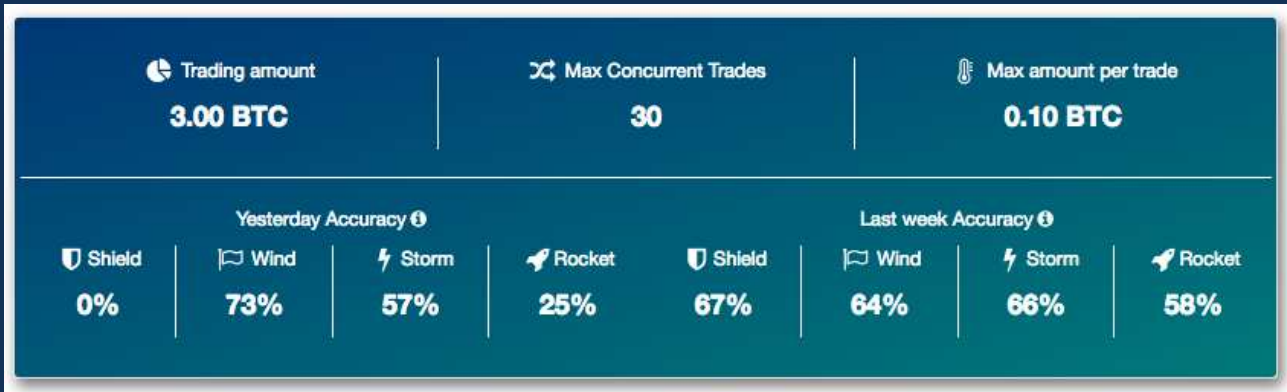 Trading amount
3.00 BTC
Max Concurrent Trades
30
Max amount per trade
0.10 BTC
Yesterday Accuracy
Shield
0%
Wind
73%
Storm
57%
Rocket
25%
Last week Accuracy
Shield
67%
Wind
64%
Storm
66%
Rocket
58%